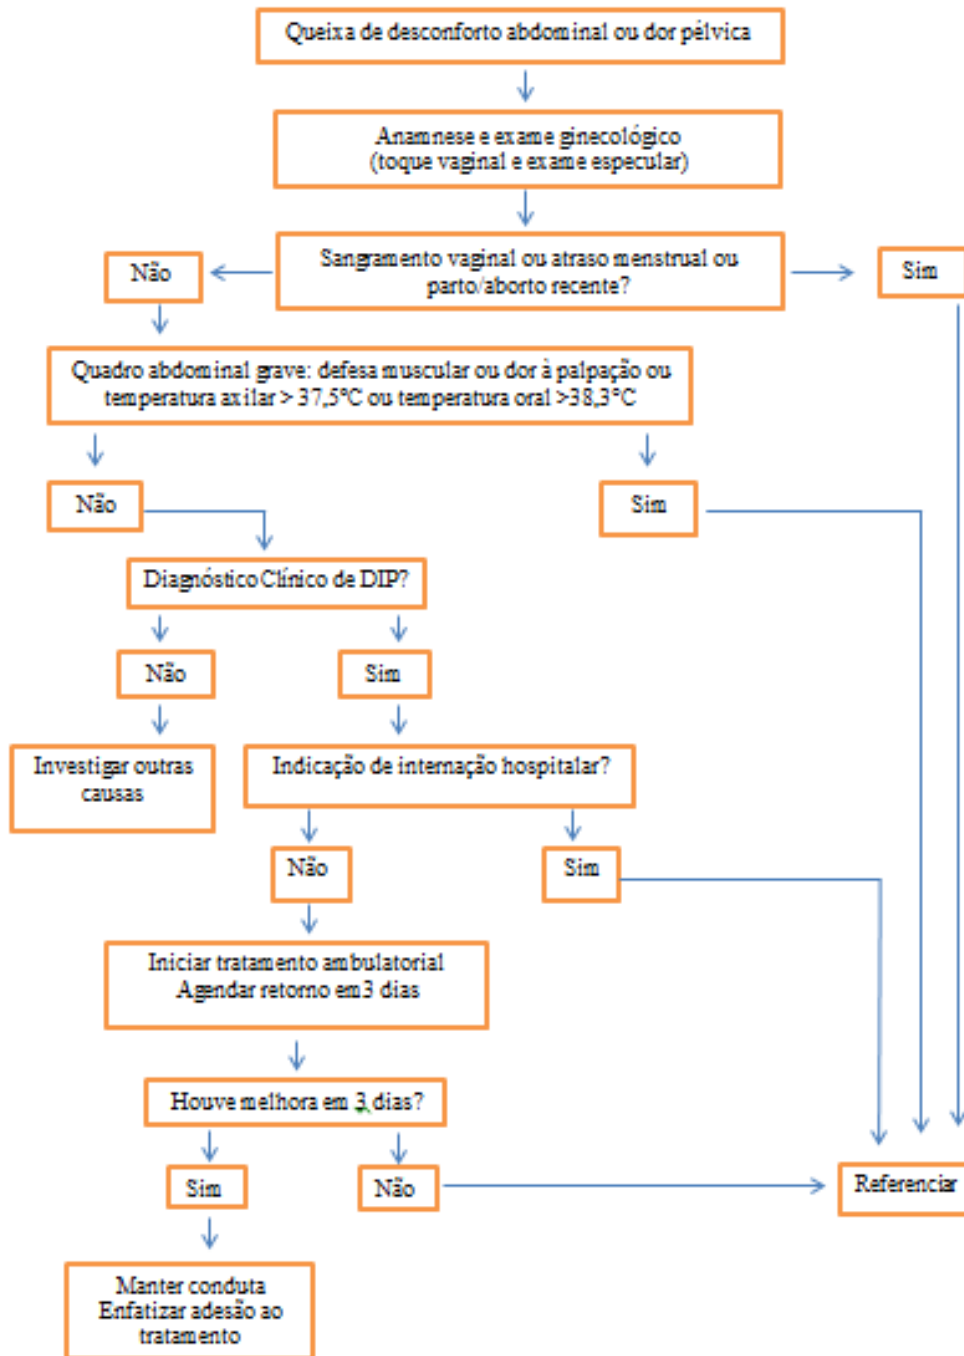 Queixa de desconforto abdominal ou dor pélvica
Anamnese e exame ginecológico
(toque vaginal e exame especular)
Sangramento vaginal ou atraso menstrual ou
parto/aborto recente?
Não
Sim
Quadro abdominal grave: defesa muscular ou dor à palpação ou
temperatura axilar > 37,5°C ou temperatura oral >38,3°C
Não
Sim
Diagnóstico Clínico de DIP?
Não
Sim
Investigar outras
causas
Indicação de internação hospitalar?
Não
Sim
Iniciar tratamento ambulatorial
Agendar retorno em3 dias
Houve melhora em 3 dias?
Sim
Não
Referenciar
Manter conduta
Enfatizar adesão ao
tratamento